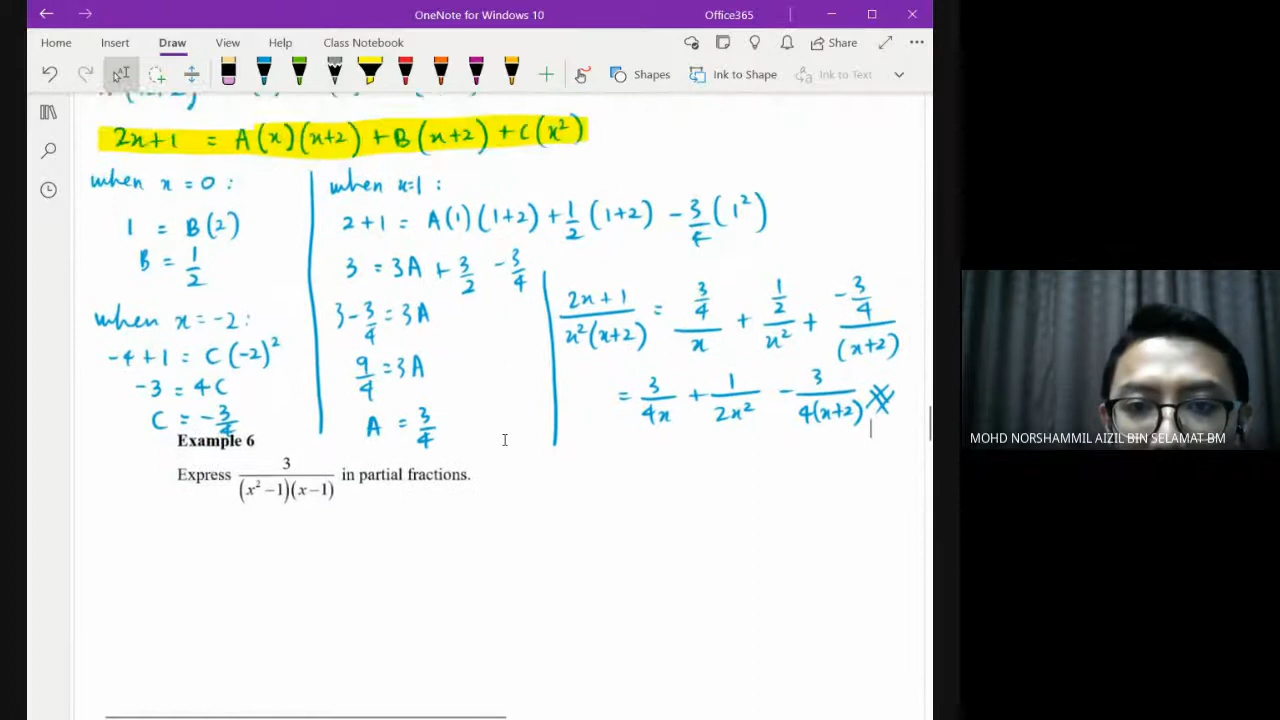 OneNote for Windows 10
Office365
Home Insert Draw View Help Class Notebook
Share
Shapes
Ink to Shape
Ink to Text
2x+1 = A(x)(x+2) + B(x+2) + C(x²)
when x = 0 :
1 = B(2)
B = 1/2
when x = -2 :
-4 + 1 = C(-2)²
-3 = 4C
C = -3/4
when x=1 :
2 + 1 = A(1)(1+2) + 1/2 (1+2) - 3/4 (1²)
3 = 3A + 3/2 - 3/4
3 - 3/4 = 3A
9/4 = 3A
A = 3/4
2x + 1 / x²(x+2) = 3/4 / x + 1/2 / x² + -3/4 / (x+2)
= 3/4x + 1/2x² - 3/4(x+2)
Example 6
Express 3/(x² – 1)(x – 1) in partial fractions.
MOHD NORSHAMMIL AIZIL BIN SELAMAT BM